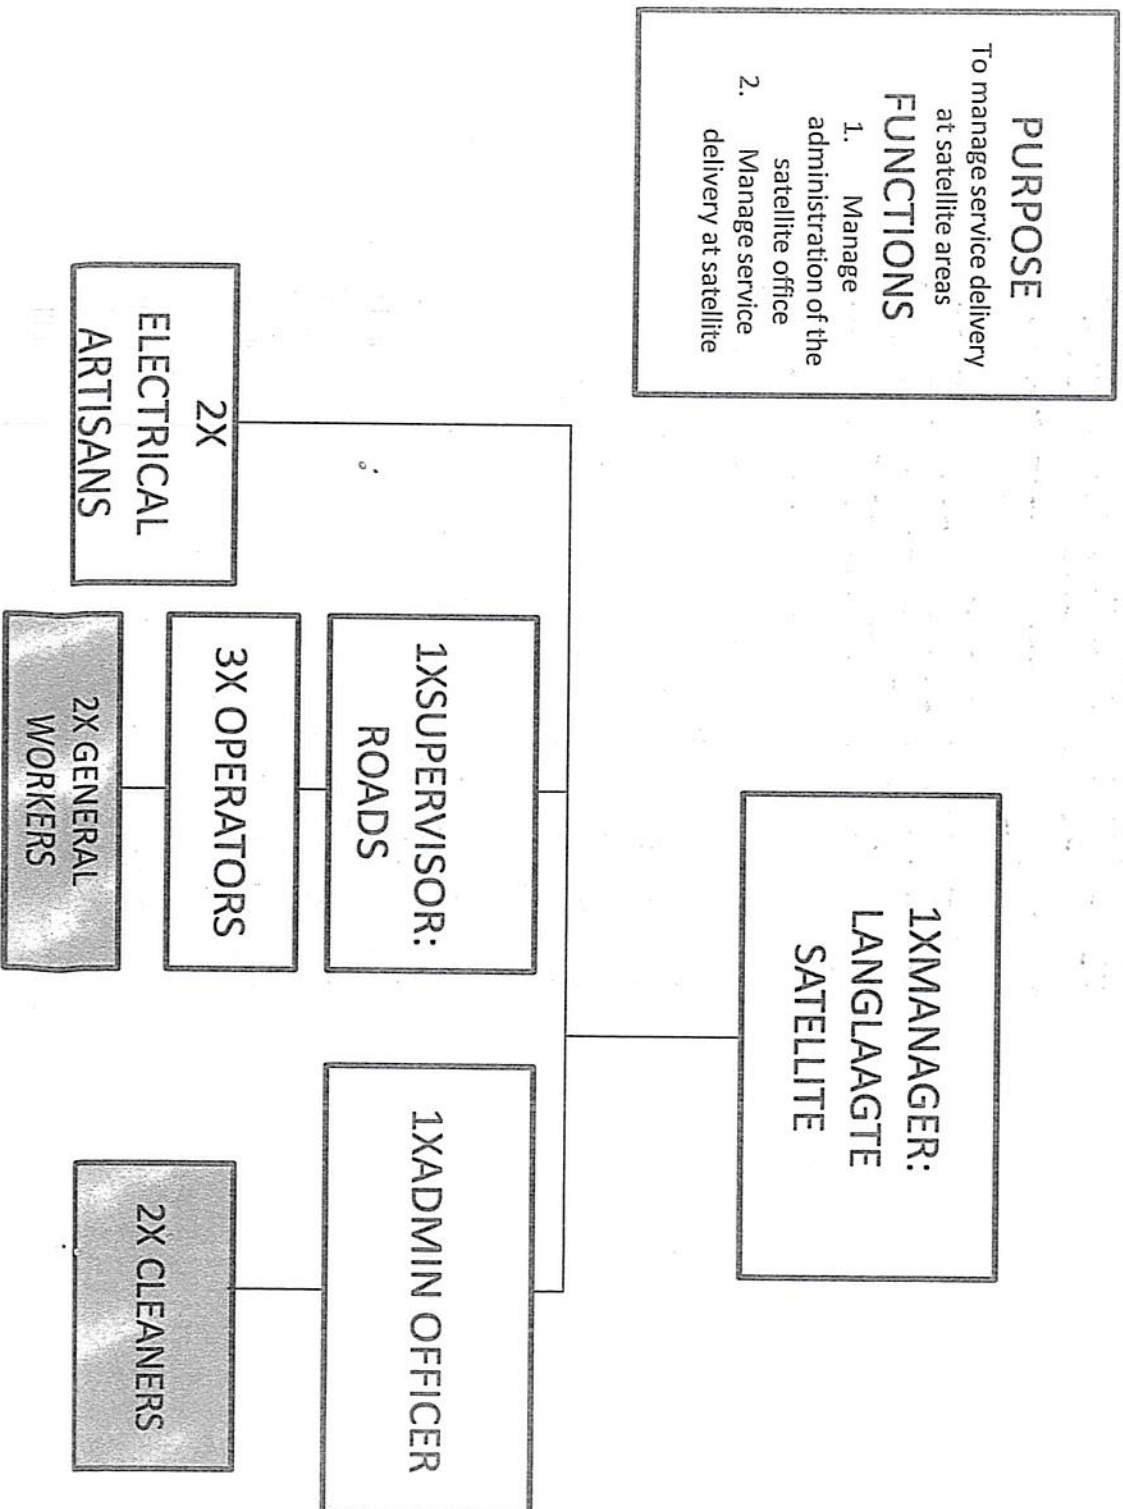 PURPOSE
To manage service delivery
at satellite areas
FUNCTIONS
1. Manage
administration of the
satellite office
2. Manage service
delivery at satellite
1XMANAGER:
LANGLAAGTE
SATELLITE
2X
ELECTRICAL
ARTISANS
1XSUPERVISOR:
ROADS
3X OPERATORS
2X GENERAL
WORKERS
1XADMIN OFFICER
2X CLEANERS